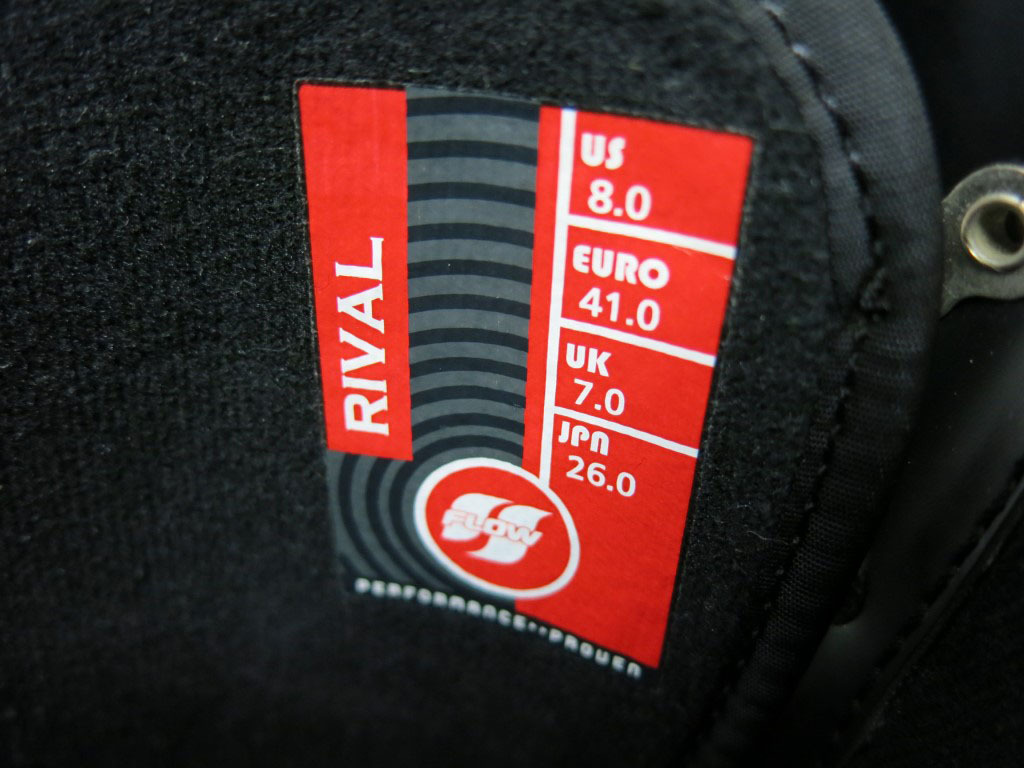 RIVAL
US
8.0
EURO
41.0
UK
7.0
JPN
26.0
FLOW
PERFORMANCE··PROVEN